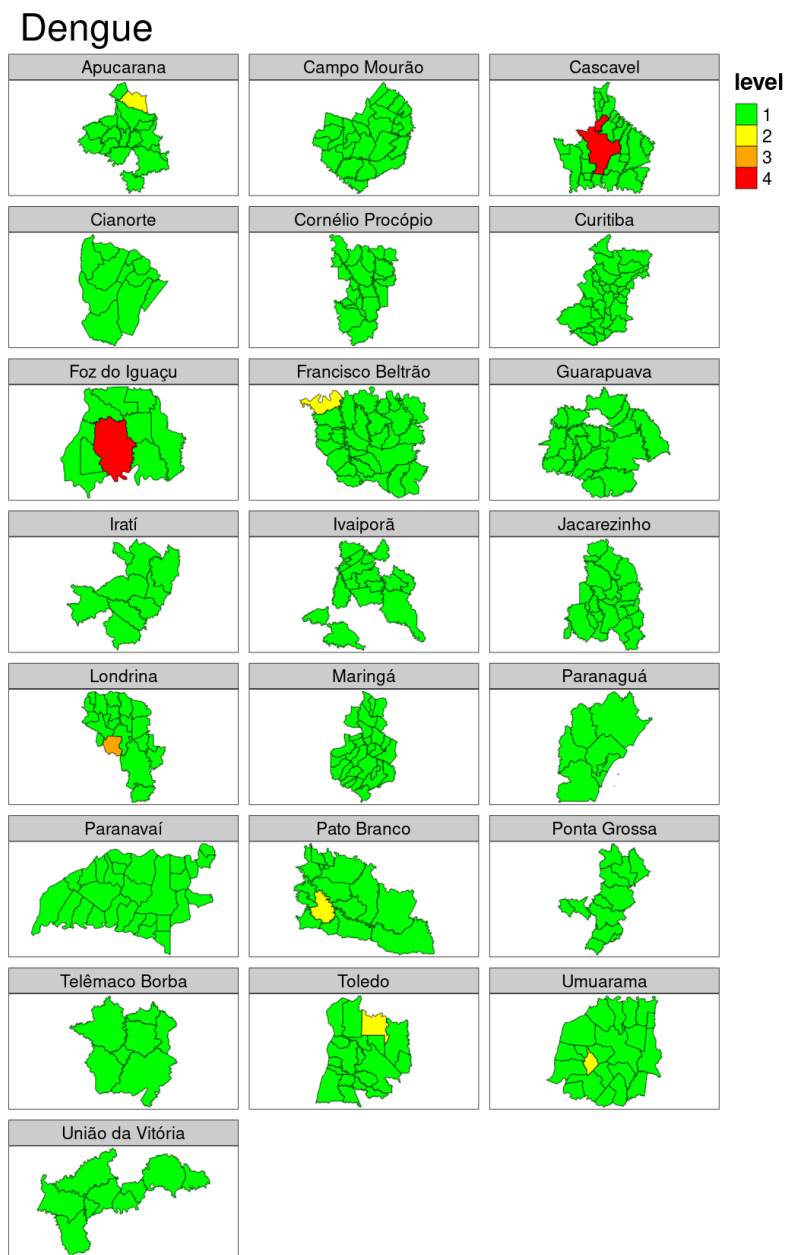 Dengue
Apucarana
Campo Mourão
Cascavel
level
1
2
3
4
Cianorte
Cornélio Procópio
Curitiba
Foz do Iguaçu
Francisco Beltrão
Guarapuava
Iratí
Ivaiporã
Jacarezinho
Londrina
Maringá
Paranaguá
Paranavaí
Pato Branco
Ponta Grossa
Telêmaco Borba
Toledo
Umuarama
União da Vitória